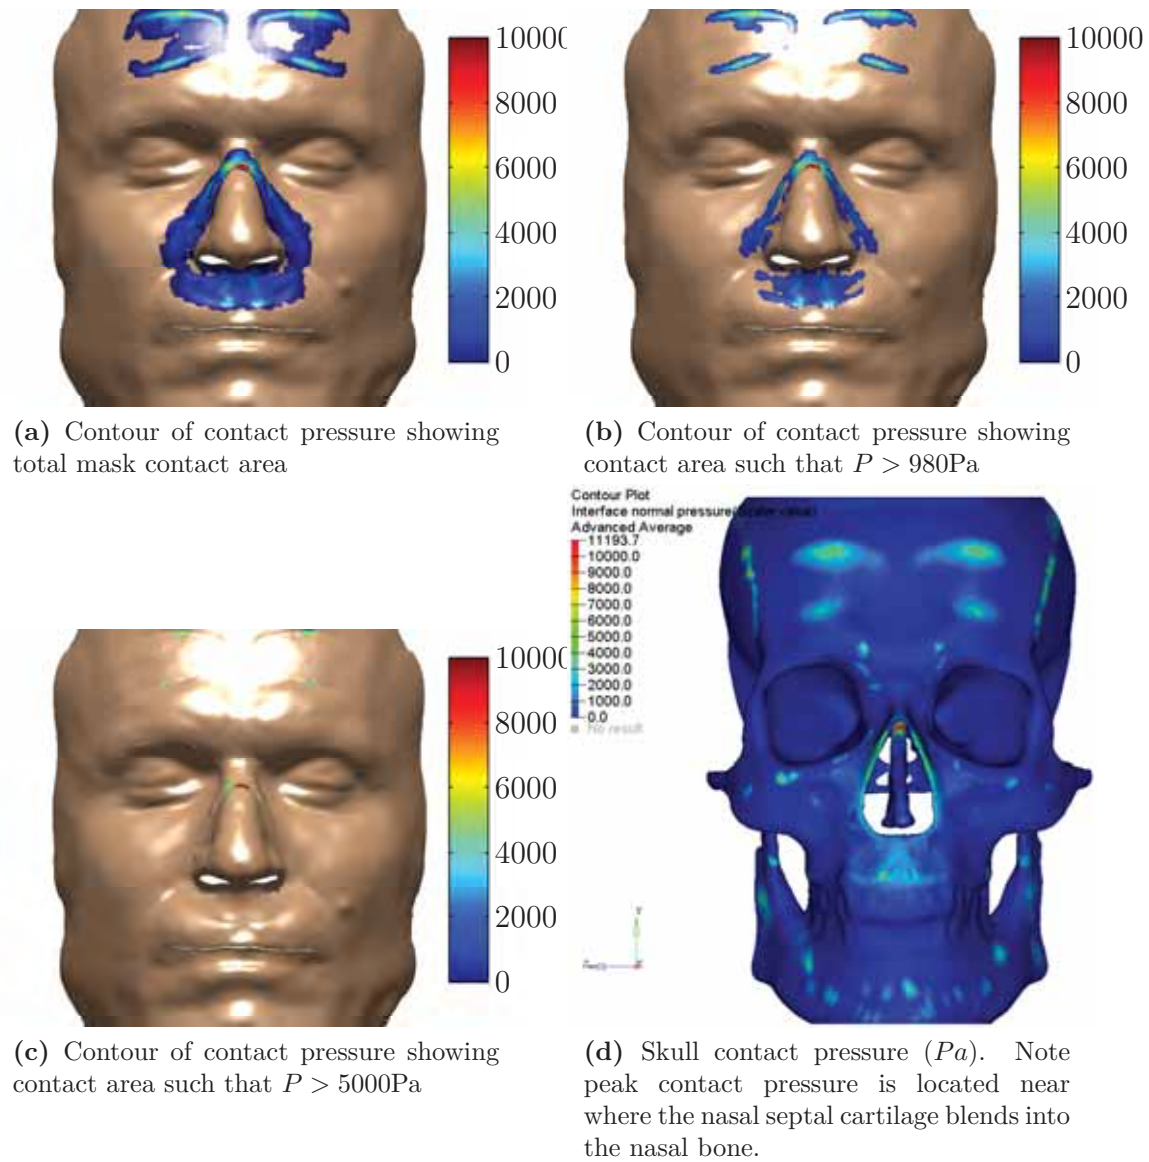 10000
8000
6000
4000
2000
0
10000
8000
6000
4000
2000
0
(a) Contour of contact pressure showing
total mask contact area
(b) Contour of contact pressure showing
contact area such that P > 980Pa
10000
8000
6000
4000
2000
0
(c) Contour of contact pressure showing
contact area such that P > 5000Pa
Contour Plot
Interface normal pressure(Scalar value)
Advanced Average
11193.7
10000.0
9000.0
8000.0
7000.0
6000.0
5000.0
4000.0
3000.0
2000.0
1000.0
0.0
No result
Y
(d) Skull contact pressure (Pa). Note
peak contact pressure is located near
where the nasal septal cartilage blends into
the nasal bone.